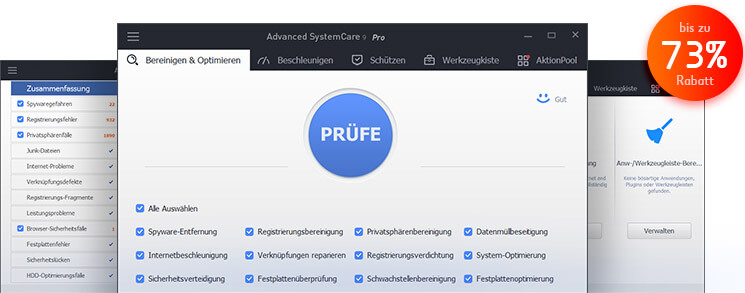 Advanced SystemCare 9 Pro
bis zu
73%
Rabatt
Bereinigen & Optimieren
Beschleunigen
Schützen
Werkzeugkiste
AktionPool
Gut
PRÜFE
Alle Auswählen
Spyware-Entfernung
Registrierungsbereinigung
Privatsphärenbereinigung
Datenmülbeseitigung
Internetbeschleunigung
Verknüpfungen reparieren
Registrierungsverdichtung
System-Optimierung
Sicherheitsverteidigung
Festplattenüberprüfung
Schwachstellenbereinigung
Festplattenoptimierung
Zusammenfassung
Spywaregefahren 22
Registrierungsfehler 932
Privatsphärenfälle 1890
Junk-Dateien
Internet-Probleme
Verknüpfungsdefekte
Registrierungs-Fragmente
Leistungsprobleme
Browser-Sicherheitsfälle 1
Festplattenfehler
Sicherheitslücken
HDD-Optimierungsfälle
Werkzeugkiste
Anw-/Werkzeugleiste-Bere...
Keine bösartige Anwendungen,
Plugins oder Werkzeugleisten
gefunden.
Verwalten